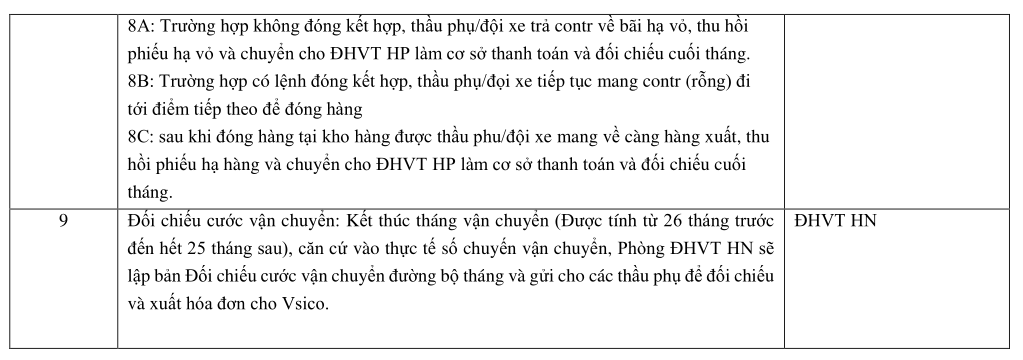 8A: Trường hợp không đóng kết hợp, thầu phụ/đội xe trả contr về bãi hạ vỏ, thu hồi
phiếu hạ vỏ và chuyển cho ĐHVT HP làm cơ sở thanh toán và đối chiếu cuối tháng.
8B: Trường hợp có lệnh đóng kết hợp, thầu phụ/đọi xe tiếp tục mang contr (rỗng) đi
tới điểm tiếp theo để đóng hàng
8C: sau khi đóng hàng tại kho hàng được thầu phu/đội xe mang về càng hàng xuất, thu
hồi phiếu hạ hàng và chuyển cho ĐHVT HP làm cơ sở thanh toán và đối chiếu cuối
tháng.
9 Đối chiếu cước vận chuyển: Kết thúc tháng vận chuyển (Được tính từ 26 tháng trước ĐHVT HN
đến hết 25 tháng sau), căn cứ vào thực tế số chuyến vận chuyển, Phòng ĐHVT HN sẽ
lập bản Đối chiếu cước vận chuyển đường bộ tháng và gửi cho các thầu phụ để đối chiếu
và xuất hóa đơn cho Vsico.